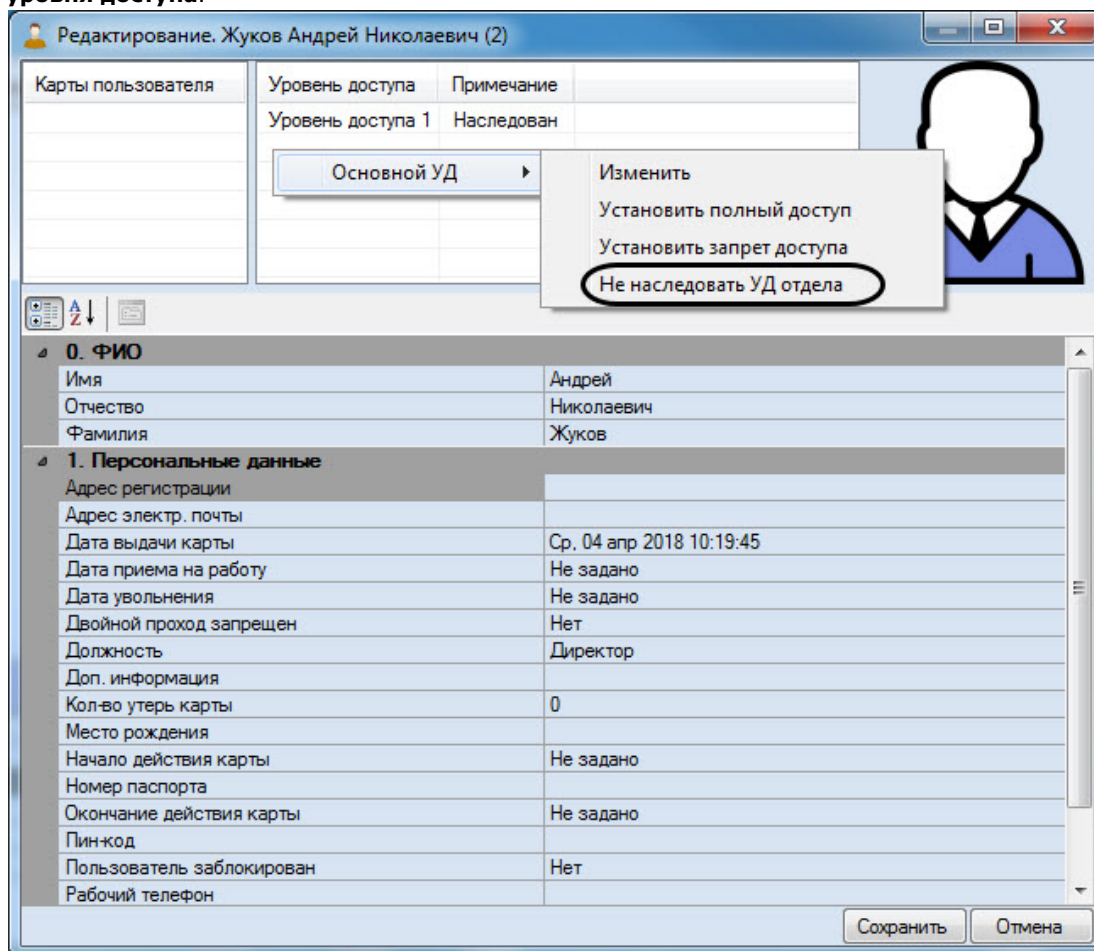 уровня доступа.
Редактирование. Жуков Андрей Николаевич (2)
Карты пользователя Уровень доступа Примечание
Уровень доступа 1 Наследован
Основной УД
Изменить
Установить полный доступ
Установить запрет доступа
Не наследовать УД отдела
0. ФИО
Имя Андрей
Отчество Николаевич
Фамилия Жуков
1. Персональные данные
Адрес регистрации
Адрес электр. почты
Дата выдачи карты Ср, 04 апр 2018 10:19:45
Дата приема на работу Не задано
Дата увольнения Не задано
Двойной проход запрещен Нет
Должность Директор
Доп. информация
Кол-во утерь карты 0
Место рождения
Начало действия карты Не задано
Номер паспорта
Окончание действия карты Не задано
Пин-код
Пользователь заблокирован Нет
Рабочий телефон
Сохранить Отмена